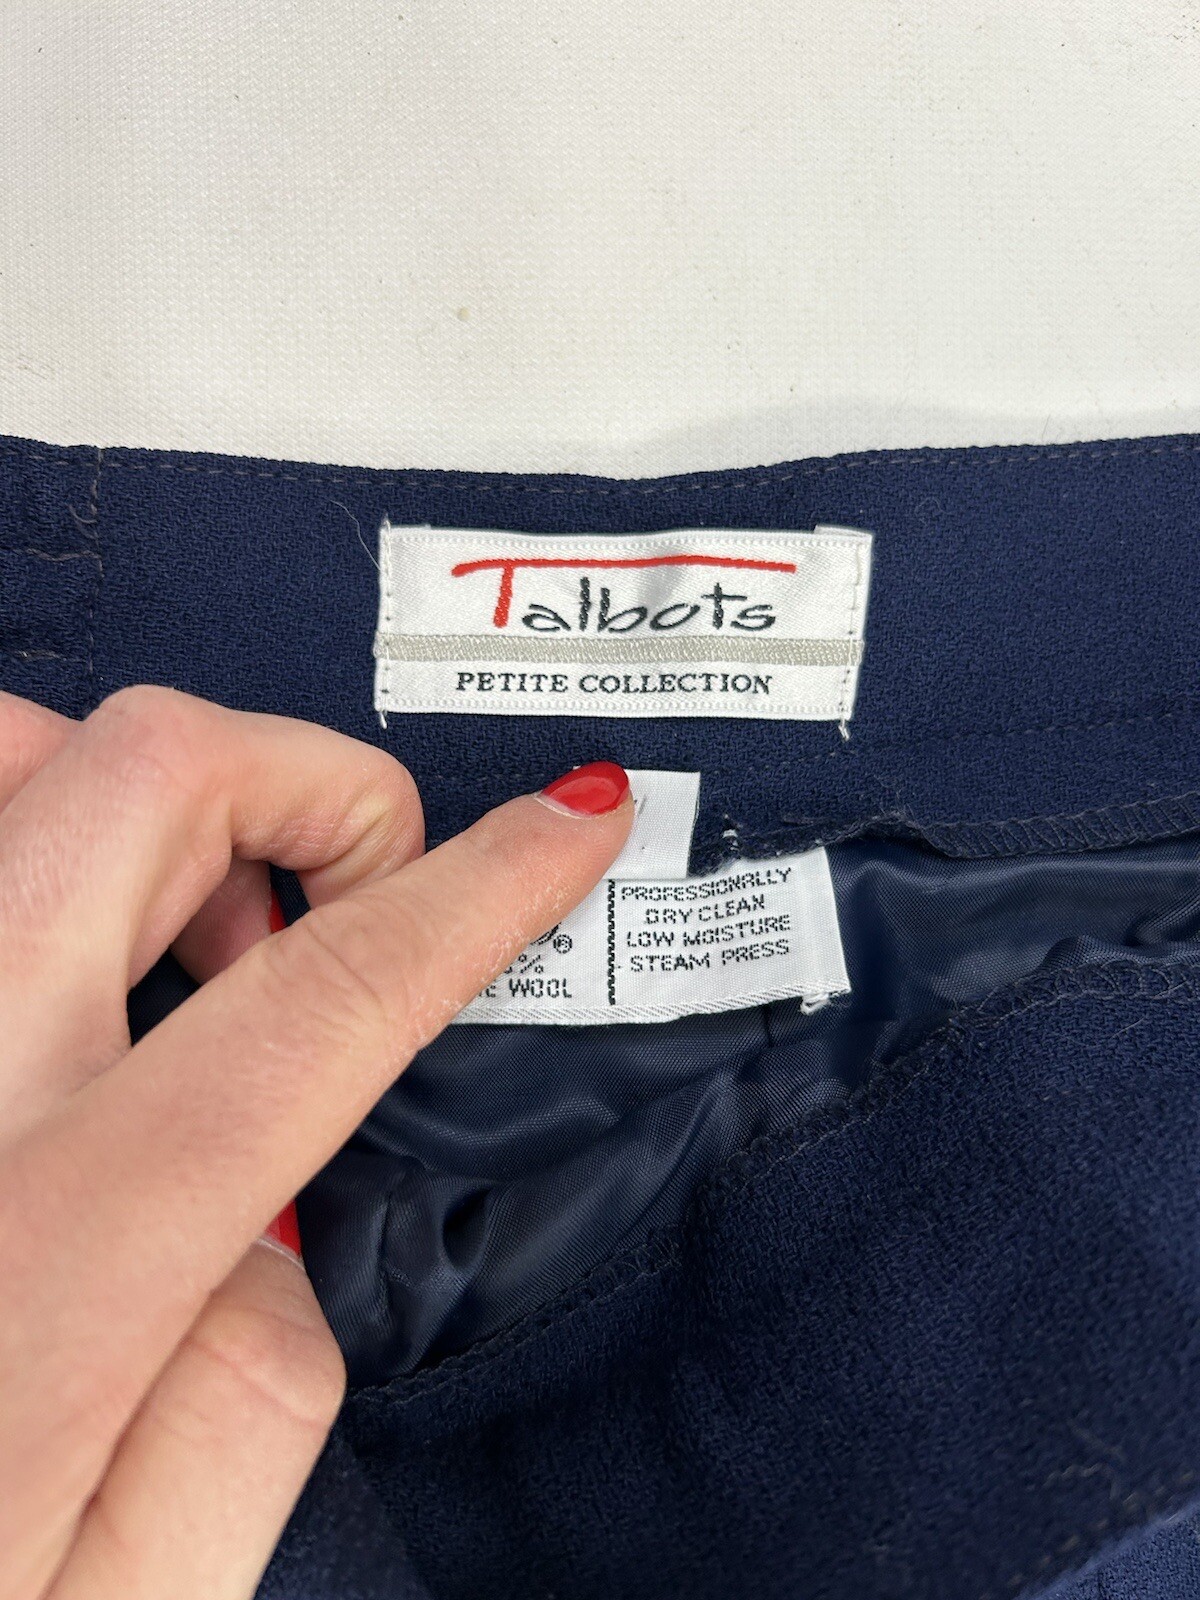 Talbots
PETITE COLLECTION
PROFESSIONALLY
DRY CLEAN
LOW MOISTURE
STEAM PRESS
®
%
WOOL